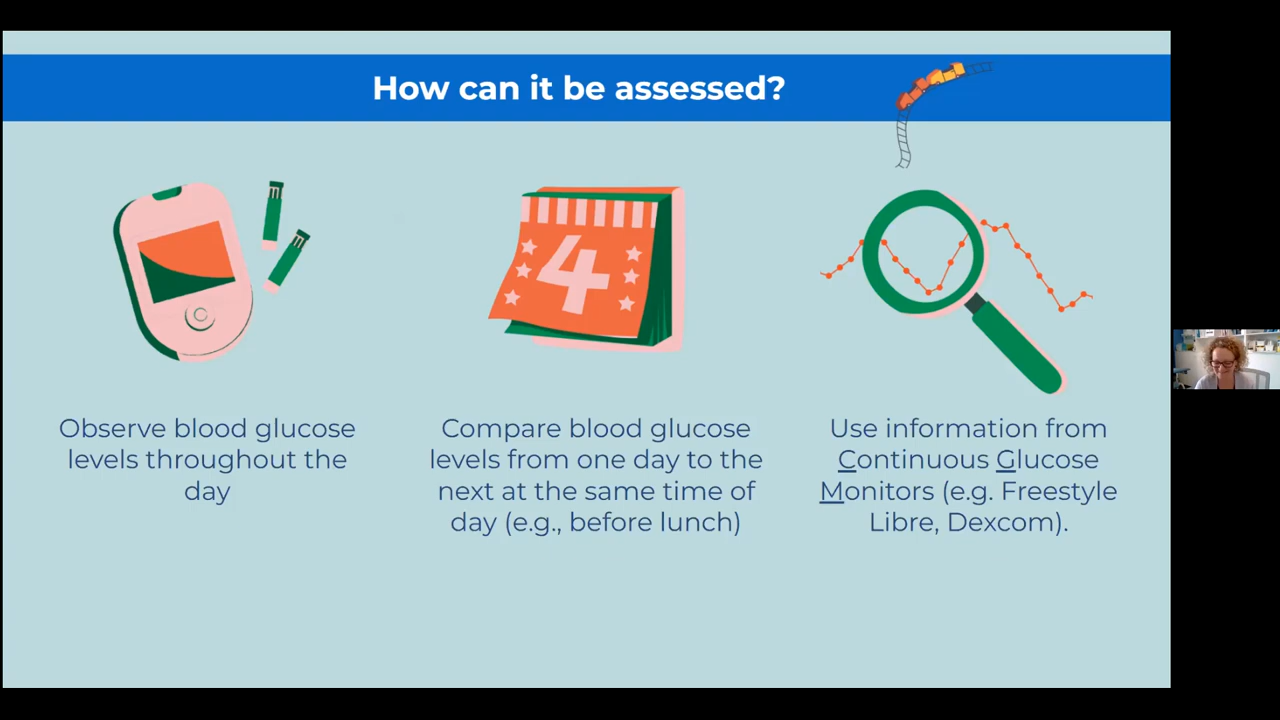 How can it be assessed?
4
Observe blood glucose
levels throughout the
day
Compare blood glucose
levels from one day to the
next at the same time of
day (e.g., before lunch)
Use information from
Continuous Glucose
Monitors (e.g. Freestyle
Libre, Dexcom).